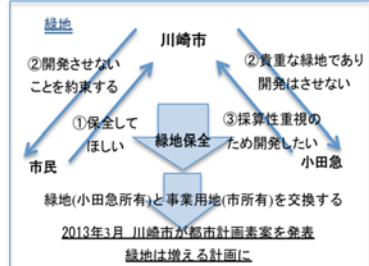 緑地
川崎市
②開発させない
ことを約束する
②貴重な緑地であり
開発はさせない
①保全して
ほしい
緑地保全
③採算性重視の
ため開発したい
市民
小田急
緑地(小田急所有)と事業用地(市所有)を交換する
2013年3月 川崎市が都市計画素案を発表
緑地は増える計画に